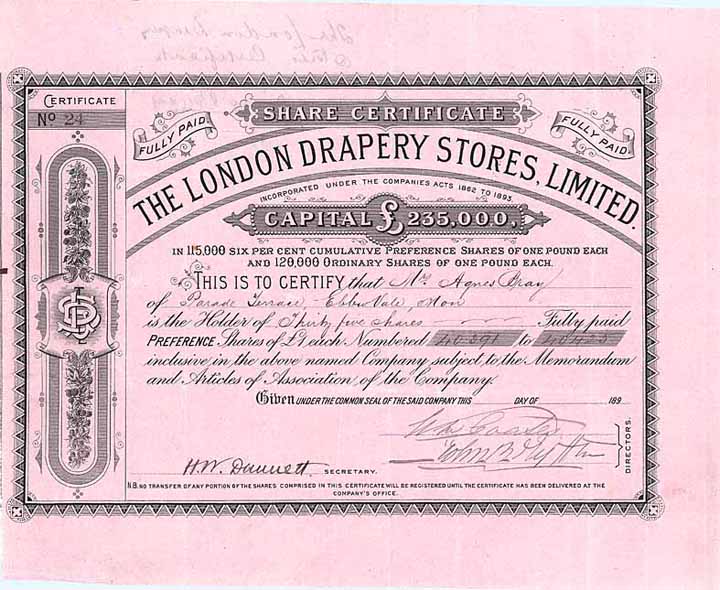 CERTIFICATE
No 24
SHARE CERTIFICATE
FULLY PAID
FULLY PAID
THE LONDON DRAPERY STORES, LIMITED.
INCORPORATED UNDER THE COMPANIES ACTS 1862 TO 1893.
CAPITAL £ 235,000,
IN 115,000 SIX PER CENT CUMULATIVE PREFERENCE SHARES OF ONE POUND EACH
AND 120,000 ORDINARY SHARES OF ONE POUND EACH.
THIS IS TO CERTIFY that Mrs Agnes Bray
of Parade Terrace, Ebbw Vale, Mon
is the Holder of Thirty five shares Fully paid
PREFERENCE Shares of £1 each Numbered 40391 to 40425
inclusive in the above named Company subject to the Memorandum
and Articles of Association of the Company.
Given UNDER THE COMMON SEAL OF THE SAID COMPANY THIS DAY OF 189
DIRECTORS.
SECRETARY.
N.B. NO TRANSFER OF ANY PORTION OF THE SHARES COMPRISED IN THIS CERTIFICATE WILL BE REGISTERED UNTIL THE CERTIFICATE HAS BEEN DELIVERED AT THE
COMPANY'S OFFICE.